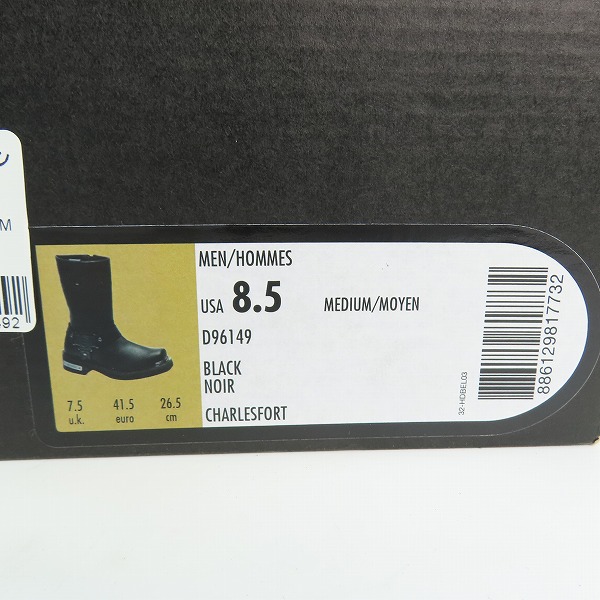 MEN/HOMMES
USA 8.5 MEDIUM/MOYEN
D96149
BLACK
NOIR
CHARLESFORT
7.5 41.5 26.5
u.k. euro cm
32-HDBEL03
886129817732
M
592